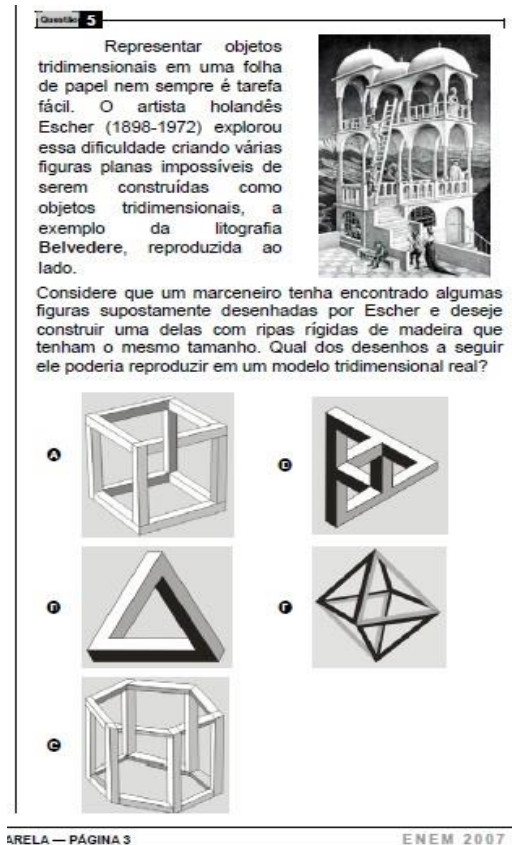 Questão 5
Representar objetos
tridimensionais em uma folha
de papel nem sempre é tarefa
fácil. O artista holandês
Escher (1898-1972) explorou
essa dificuldade criando várias
figuras planas impossíveis de
serem construídas como
objetos tridimensionais, a
exemplo da litografia
Belvedere, reproduzida ao
lado.
Considere que um marceneiro tenha encontrado algumas
figuras supostamente desenhadas por Escher e deseje
construir uma delas com ripas rígidas de madeira que
tenham o mesmo tamanho. Qual dos desenhos a seguir
ele poderia reproduzir em um modelo tridimensional real?
A
D
C
ARELA — PÁGINA 3
ENEM 2007